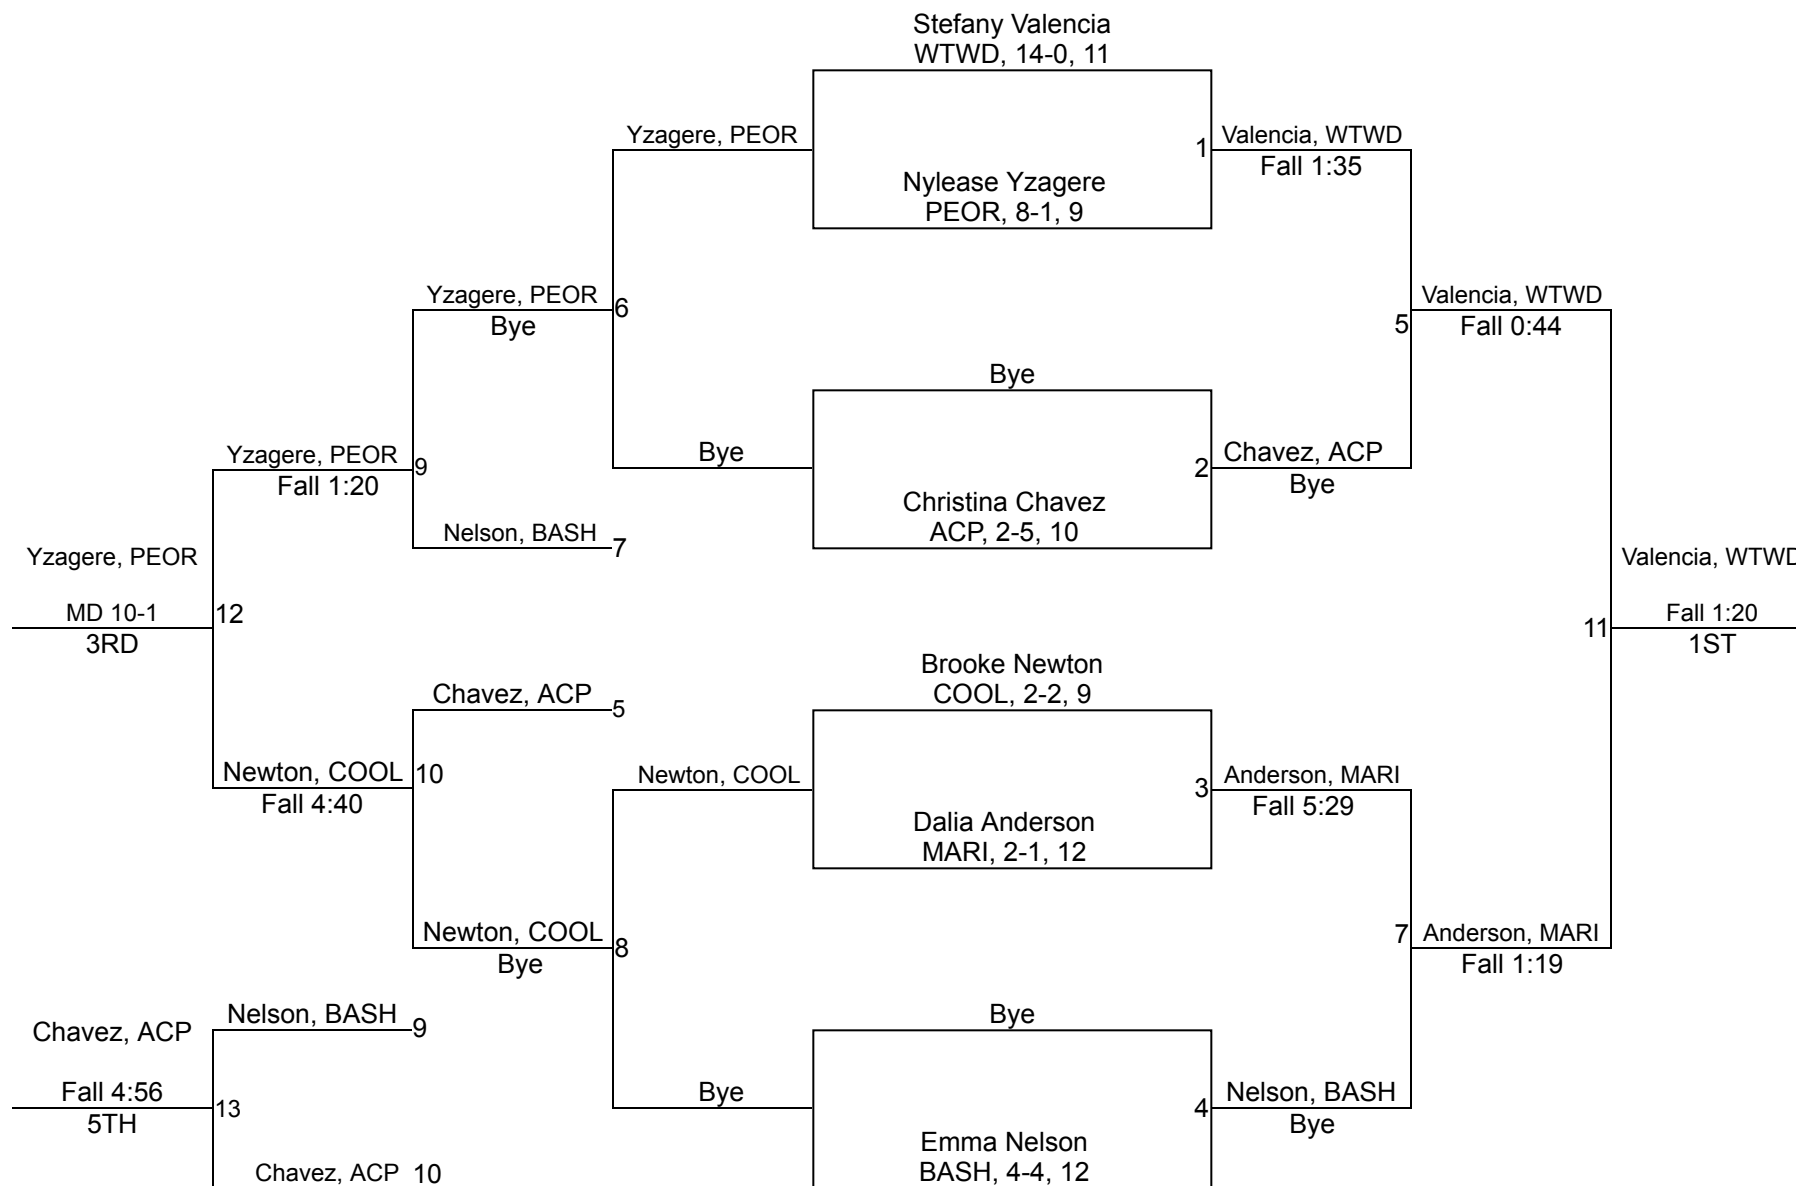 Stefany Valencia
WTWD, 14-0, 11
Yzagere, PEOR
1
Valencia, WTWD
Fall 1:35
Nylease Yzagere
PEOR, 8-1, 9
Yzagere, PEOR
6
Bye
Valencia, WTWD
5
Fall 0:44
Bye
Yzagere, PEOR
9
Fall 1:20
Bye
2
Chavez, ACP
Bye
Christina Chavez
ACP, 2-5, 10
Nelson, BASH
7
Yzagere, PEOR
MD 10-1
12
3RD
Valencia, WTWD
11
Fall 1:20
1ST
Brooke Newton
COOL, 2-2, 9
Chavez, ACP
5
Newton, COOL
10
Fall 4:40
Newton, COOL
3
Anderson, MARI
Fall 5:29
Dalia Anderson
MARI, 2-1, 12
Newton, COOL
8
Bye
7
Anderson, MARI
Fall 1:19
Bye
Nelson, BASH
9
Chavez, ACP
Fall 4:56
13
5TH
Bye
4
Nelson, BASH
Bye
Emma Nelson
BASH, 4-4, 12
Chavez, ACP
10